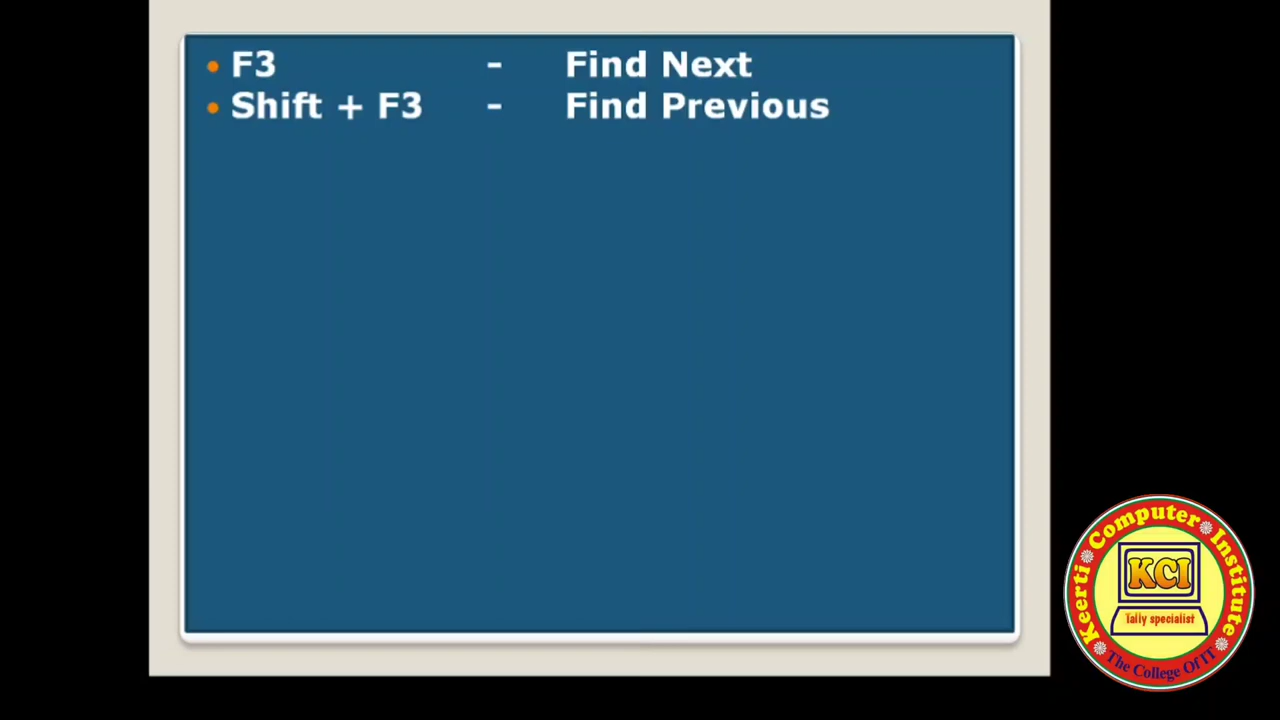 • F3 - Find Next
• Shift + F3 - Find Previous
Keerti Computer Institute
KCI
Tally specialist
The College Of IT